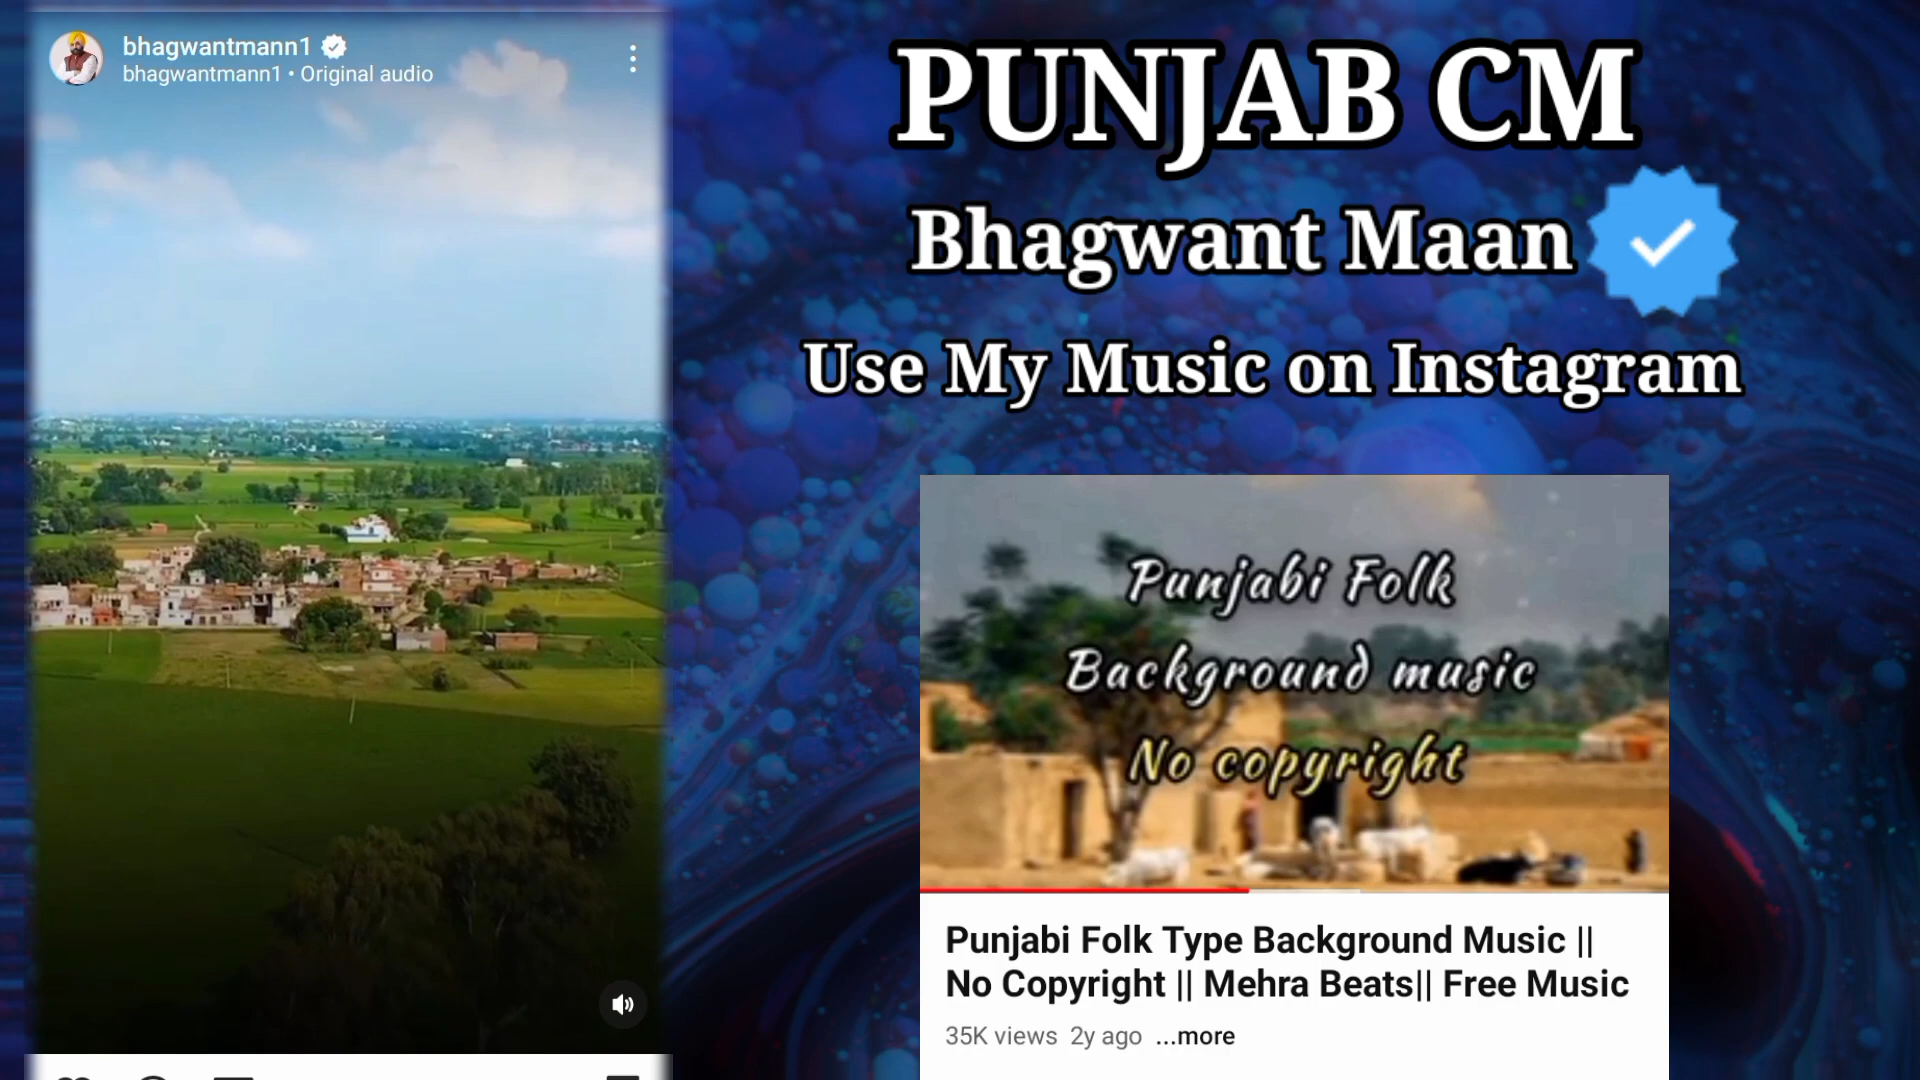 bhagwantmann1
bhagwantmann1 • Original audio
PUNJAB CM
Bhagwant Maan
Use My Music on Instagram
Punjabi Folk
Background music
No copyright
Punjabi Folk Type Background Music ||
No Copyright || Mehra Beats|| Free Music
35K views 2y ago ...more